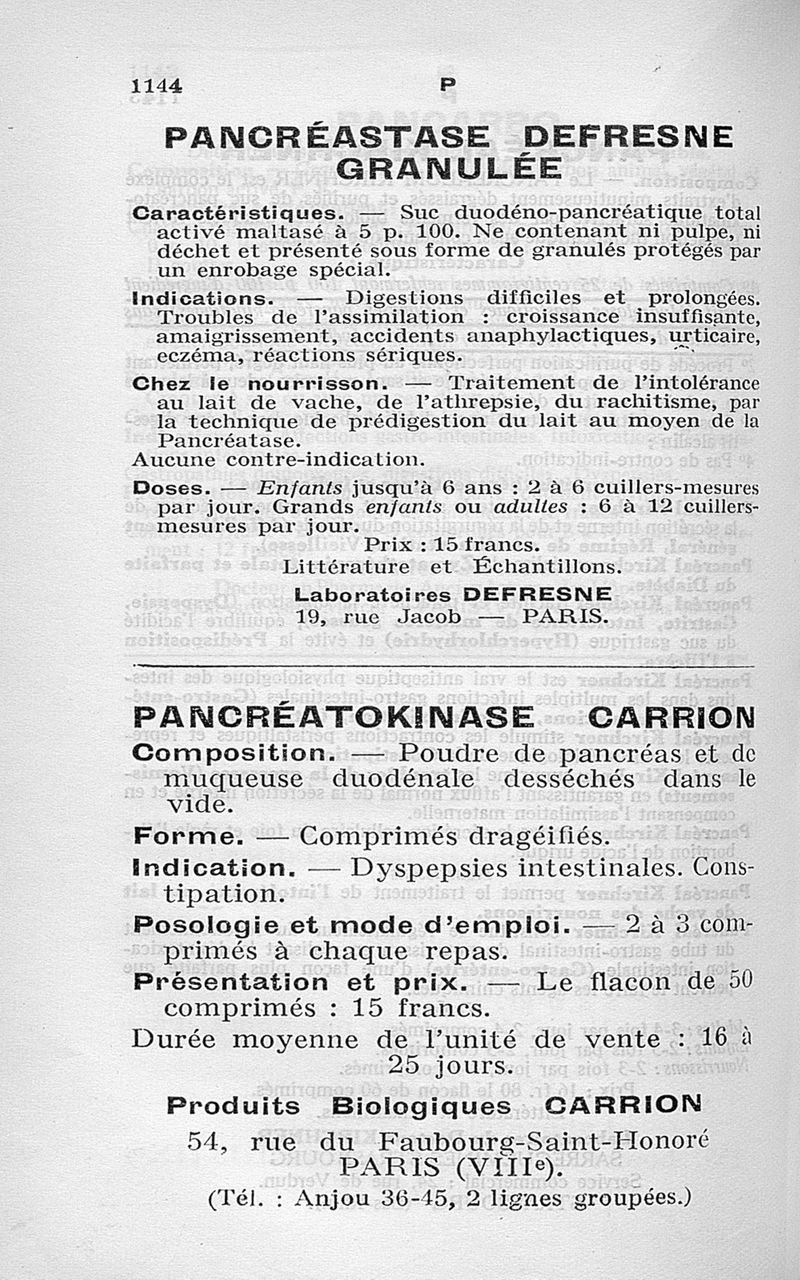 1144
P
PANCRÉASTASE DEFRESNE
GRANULÉE
Caractéristiques. — Suc duodéno-pancréatique total
activé maltasé à 5 p. 100. Ne contenant ni pulpe, ni
déchet et présenté sous forme de granulés protégés par
un enrobage spécial.
Indications. — Digestions difficiles et prolongées.
Troubles de l'assimilation : croissance insuffisante,
amaigrissement, accidents anaphylactiques, urticaire,
eczéma, réactions sériques.
Chez le nourrisson. — Traitement de l'intolérance
au lait de vache, de l'athrepsie, du rachitisme, par
la technique de prédigestion du lait au moyen de la
Pancréatase.
Aucune contre-indication.
Doses. — Enfants jusqu'à 6 ans : 2 à 6 cuillers-mesures
par jour. Grands enfants ou adultes : 6 à 12 cuillers-
mesures par jour.
Prix : 15 francs.
Littérature et Échantillons.
Laboratoires DEFRESNE
19, rue Jacob — PARIS.
PANCRÉATOKINASE CARRION
Composition. — Poudre de pancréas et de
muqueuse duodénale desséchés dans le
vide.
Forme. — Comprimés dragéifiés.
Indication. — Dyspepsies intestinales. Cons-
tipation.
Posologie et mode d'emploi. — 2 à 3 com-
primés à chaque repas.
Présentation et prix. — Le flacon de 50
comprimés : 15 francs.
Durée moyenne de l'unité de vente : 16 à
25 jours.
Produits Biologiques CARRION
54, rue du Faubourg-Saint-Honoré
PARIS (VIIIe).
(Tél. : Anjou 36-45, 2 lignes groupées.)